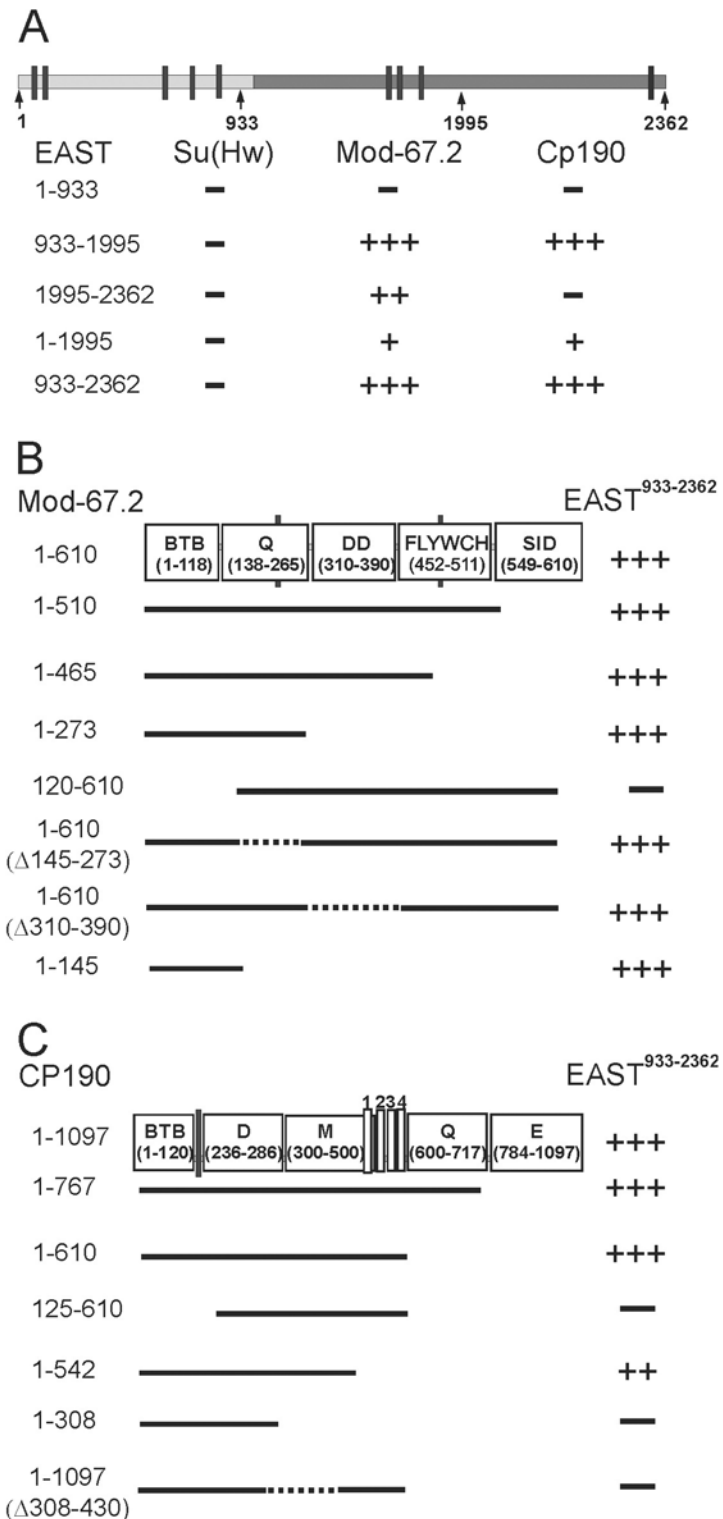 A
1 933 1995 2362
EAST Su(Hw) Mod-67.2 Cp190
1-933 − − −
933-1995 − +++ +++
1995-2362 − ++ −
1-1995 − + +
933-2362 − +++ +++
B
Mod-67.2 EAST933-2362
1-610 BTB (1-118) Q (138-265) DD (310-390) FLYWCH (452-511) SID (549-610) +++
1-510 +++
1-465 +++
1-273 +++
120-610 −
1-610 (Δ145-273) +++
1-610 (Δ310-390) +++
1-145 +++
C
CP190 EAST933-2362
1 2 3 4
1-1097 BTB (1-120) D (236-286) M (300-500) Q (600-717) E (784-1097) +++
1-767 +++
1-610 +++
125-610 −
1-542 ++
1-308 −
1-1097 (Δ308-430) −